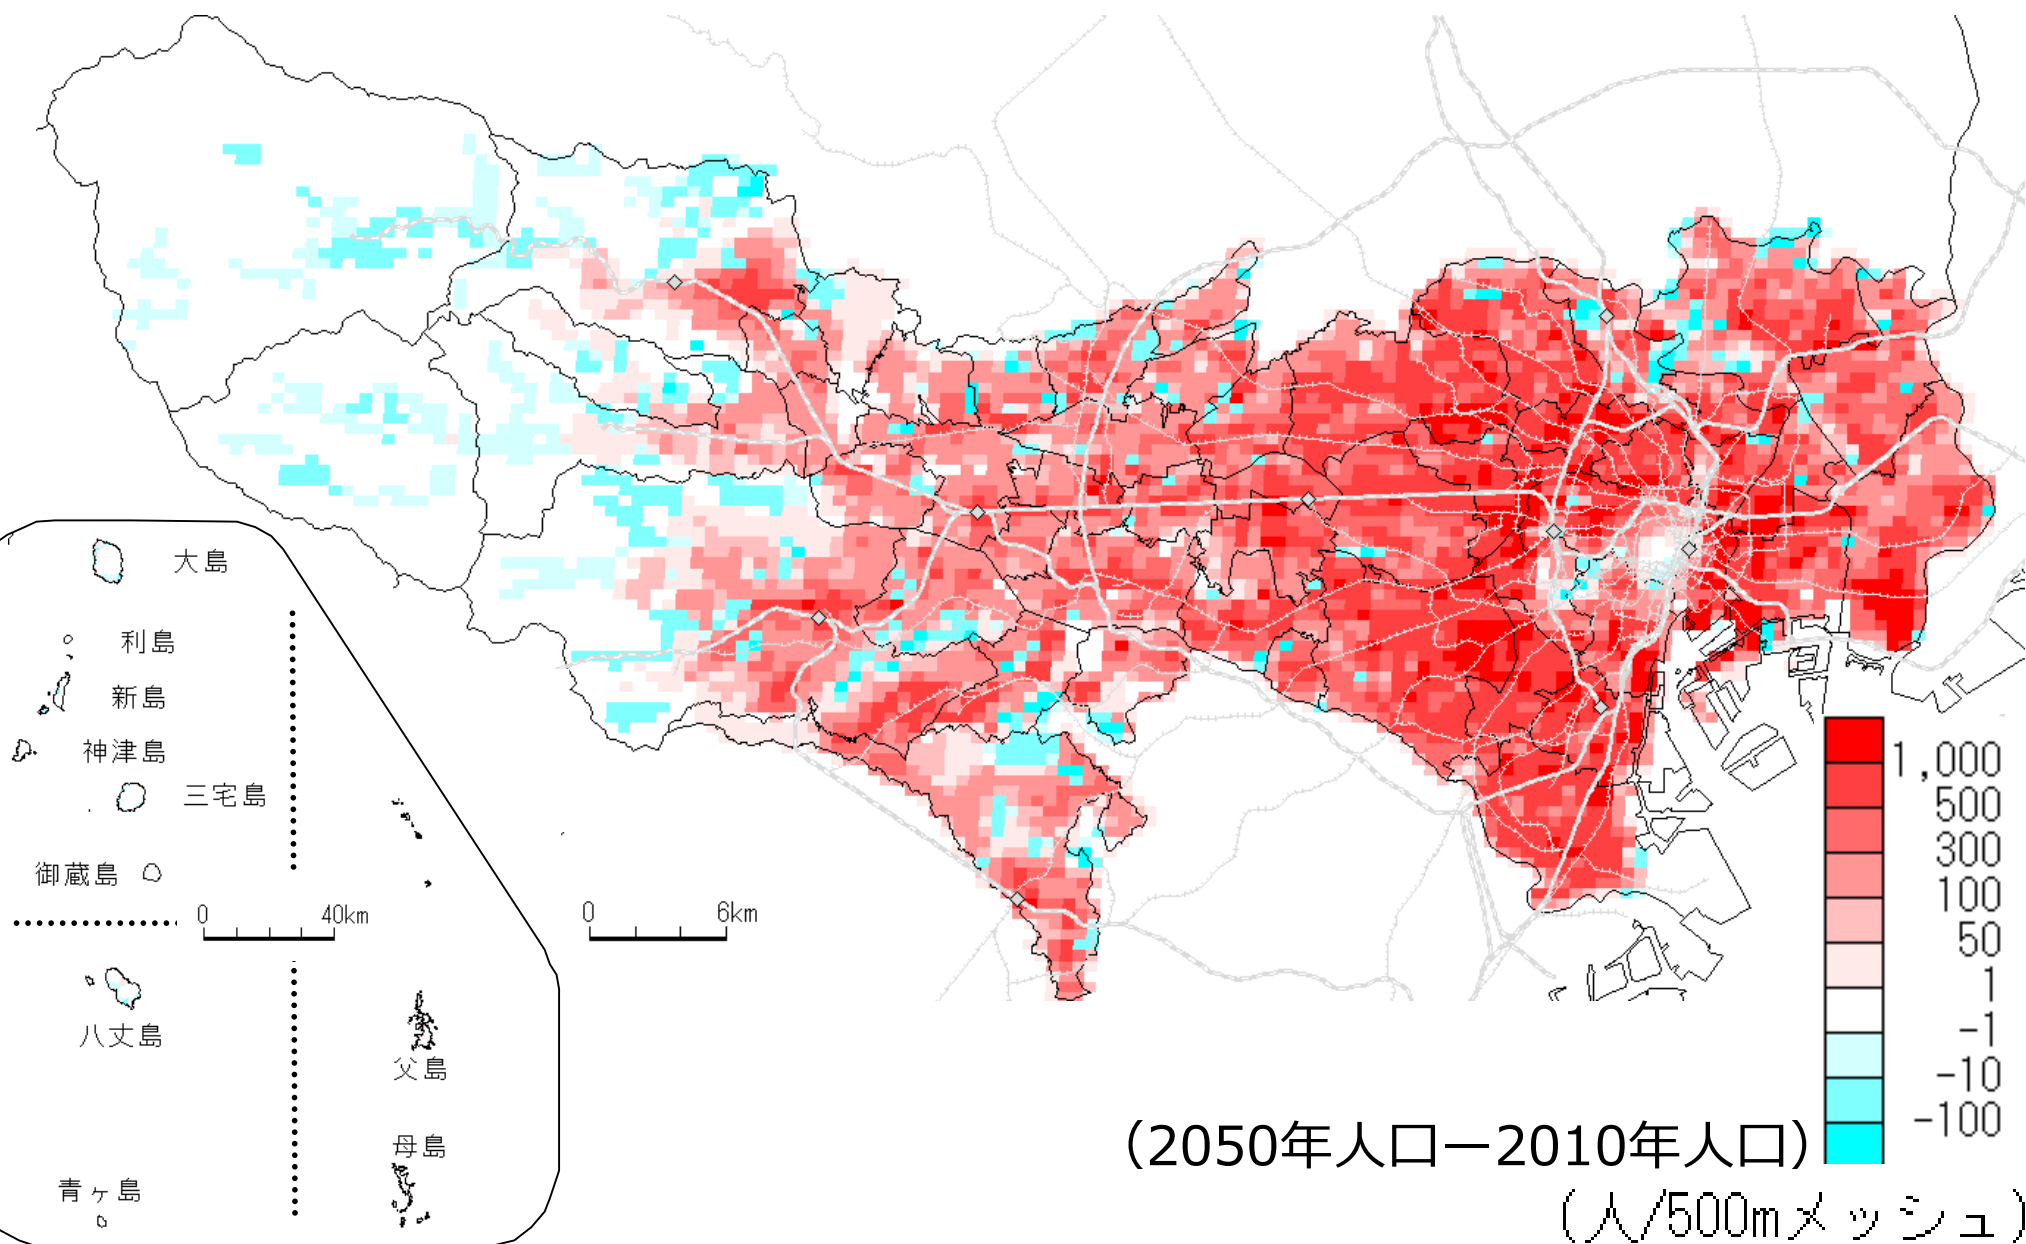 大島
利島
新島
神津島
三宅島
御蔵島
0 40km
0 6km
八丈島
父島
母島
青ヶ島
1,000
500
300
100
50
1
-1
-10
-100
(2050年人口ー2010年人口)
(人/500mメッシュ)